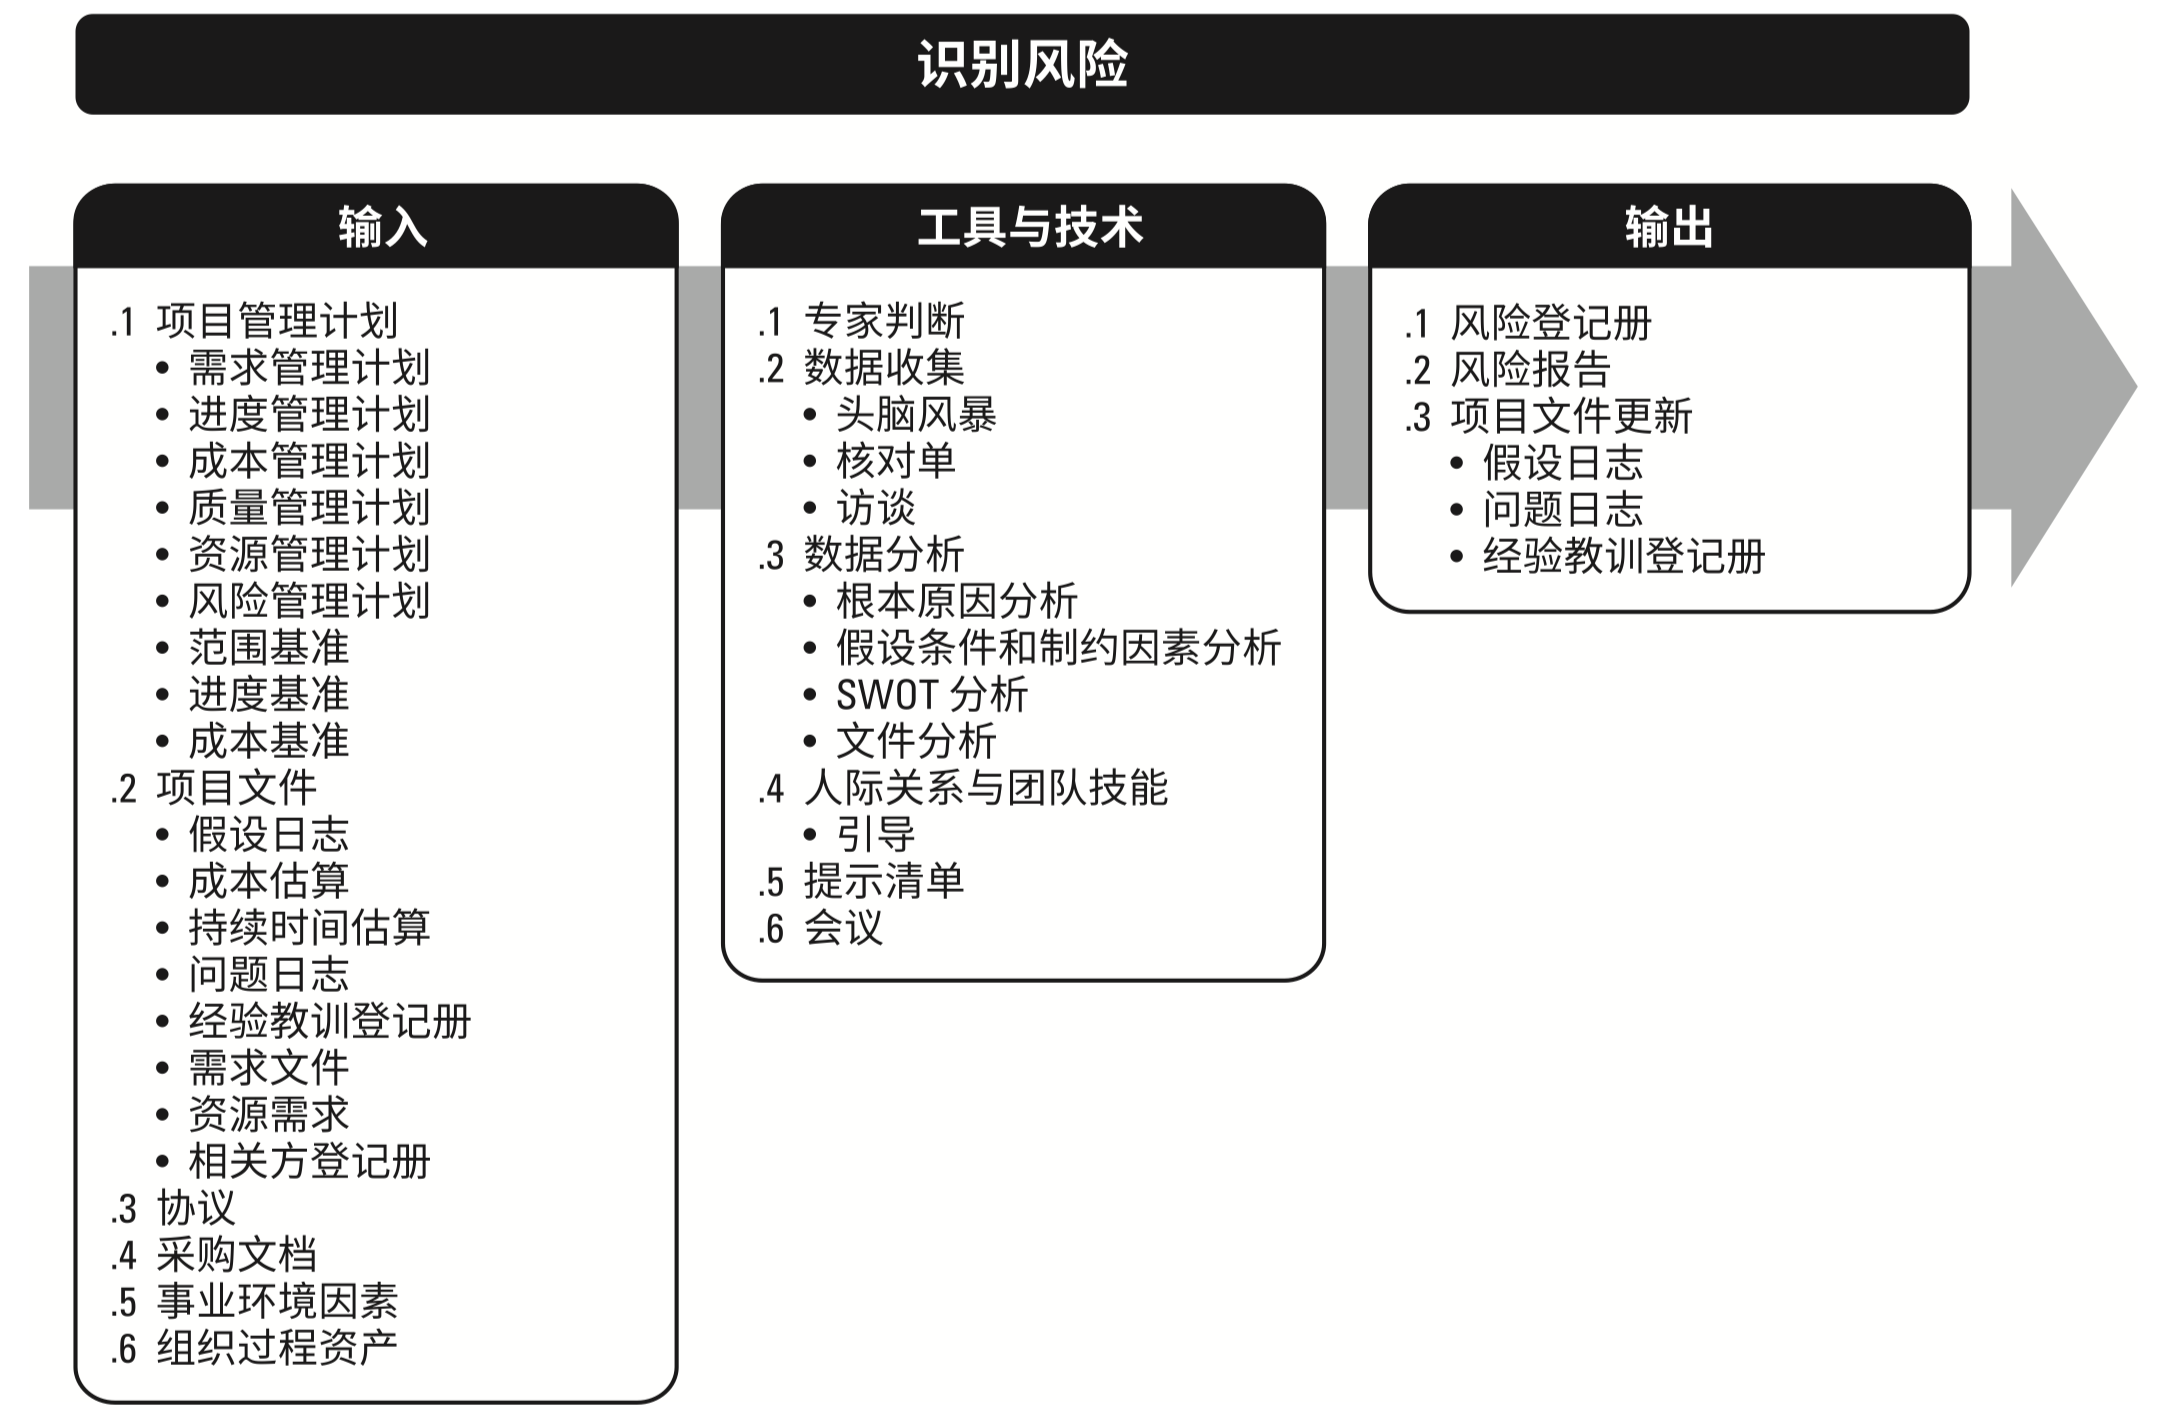 识别风险
输入
.1 项目管理计划
• 需求管理计划
• 进度管理计划
• 成本管理计划
• 质量管理计划
• 资源管理计划
• 风险管理计划
• 范围基准
• 进度基准
• 成本基准
.2 项目文件
• 假设日志
• 成本估算
• 持续时间估算
• 问题日志
• 经验教训登记册
• 需求文件
• 资源需求
• 相关方登记册
.3 协议
.4 采购文档
.5 事业环境因素
.6 组织过程资产
工具与技术
.1 专家判断
.2 数据收集
• 头脑风暴
• 核对单
• 访谈
.3 数据分析
• 根本原因分析
• 假设条件和制约因素分析
• SWOT 分析
• 文件分析
.4 人际关系与团队技能
• 引导
.5 提示清单
.6 会议
输出
.1 风险登记册
.2 风险报告
.3 项目文件更新
• 假设日志
• 问题日志
• 经验教训登记册